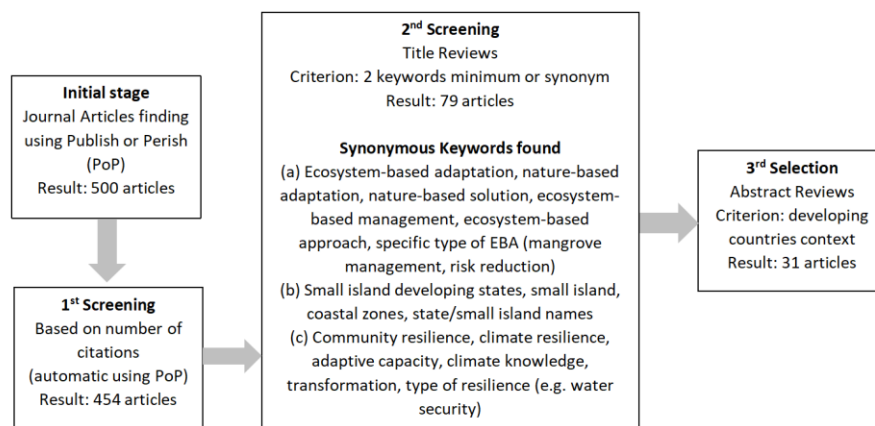 Initial stage
Journal Articles finding
using Publish or Perish
(PoP)
Result: 500 articles
1st Screening
Based on number of
citations
(automatic using PoP)
Result: 454 articles
2nd Screening
Title Reviews
Criterion: 2 keywords minimum or synonym
Result: 79 articles
Synonymous Keywords found
(a) Ecosystem-based adaptation, nature-based
adaptation, nature-based solution, ecosystem-
based management, ecosystem-based
approach, specific type of EBA (mangrove
management, risk reduction)
(b) Small island developing states, small island,
coastal zones, state/small island names
(c) Community resilience, climate resilience,
adaptive capacity, climate knowledge,
transformation, type of resilience (e.g. water
security)
3rd Selection
Abstract Reviews
Criterion: developing
countries context
Result: 31 articles